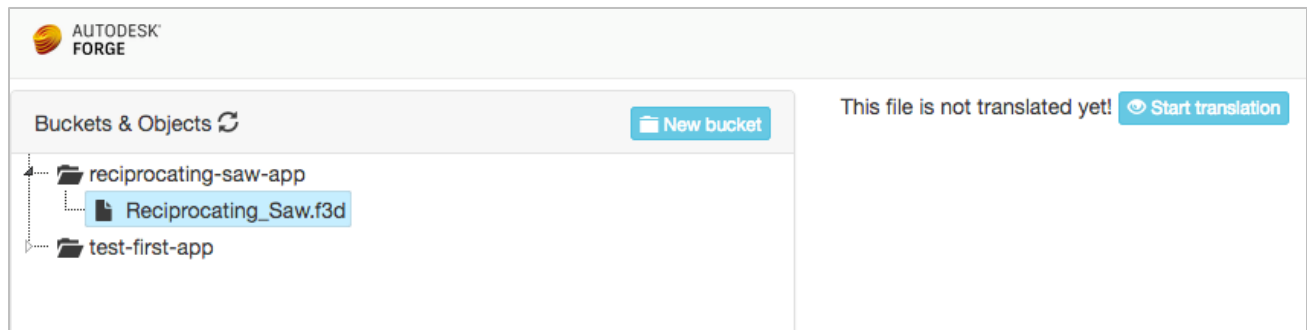 AUTODESK®
FORGE
Buckets & Objects
New bucket
This file is not translated yet! Start translation
reciprocating-saw-app
Reciprocating_Saw.f3d
test-first-app